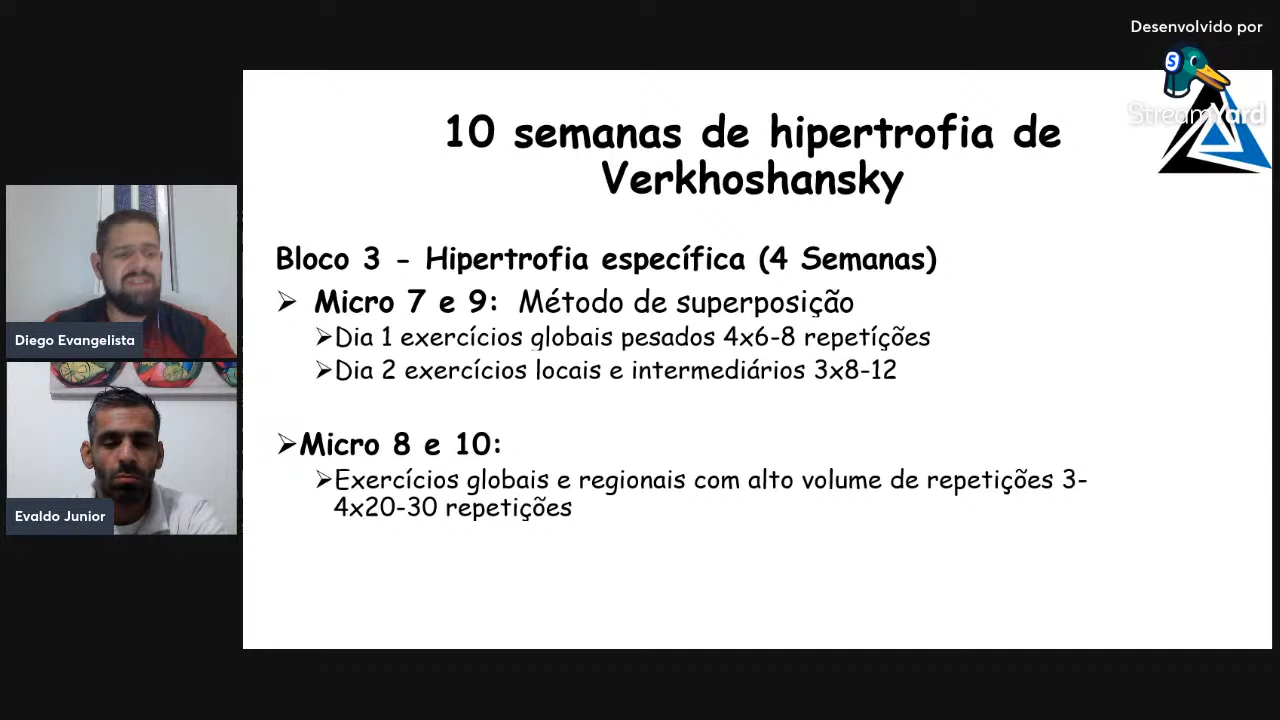 Desenvolvido por
StreamYard
10 semanas de hipertrofia de
Verkhoshansky
Bloco 3 - Hipertrofia específica (4 Semanas)
➢ Micro 7 e 9: Método de superposição
➢Dia 1 exercícios globais pesados 4x6-8 repetíções
➢Dia 2 exercícios locais e intermediários 3x8-12
➢Micro 8 e 10:
➢Exercícios globais e regionais com alto volume de repetições 3-
4x20-30 repetições
Diego Evangelista
Evaldo Junior